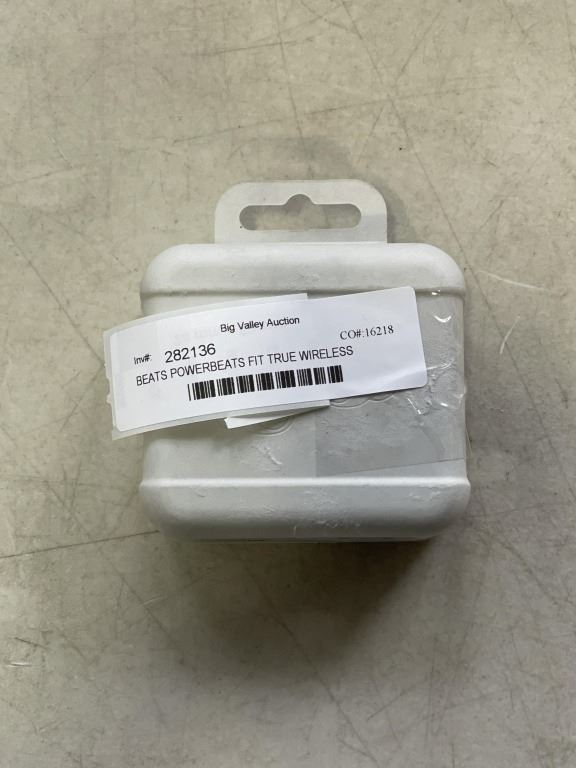 Big Valley Auction
Inv#: 282136 CO#:16218
BEATS POWERBEATS FIT TRUE WIRELESS